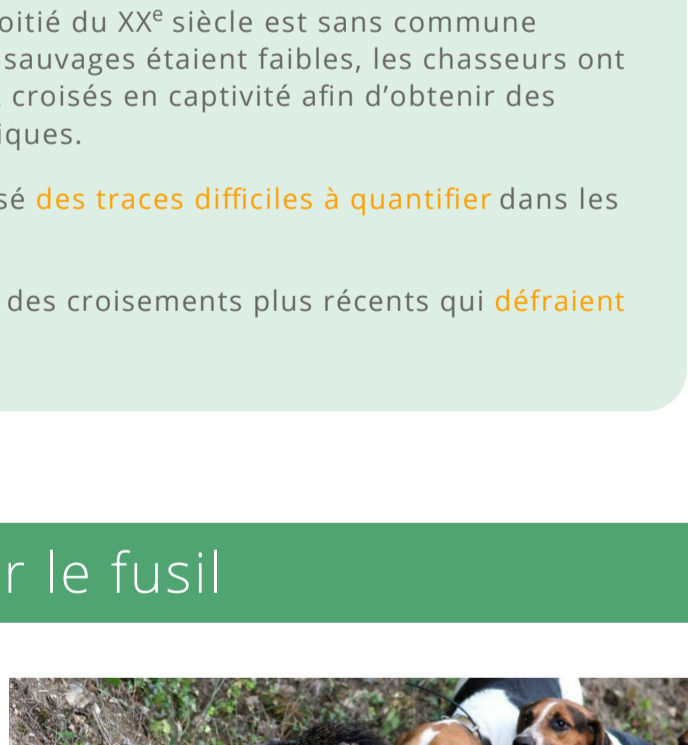 oitié du XXe siècle est sans commune
sauvages étaient faibles, les chasseurs ont
croisés en captivité afin d'obtenir des
iques.
sé des traces difficiles à quantifier dans les
des croisements plus récents qui défraient
r le fusil